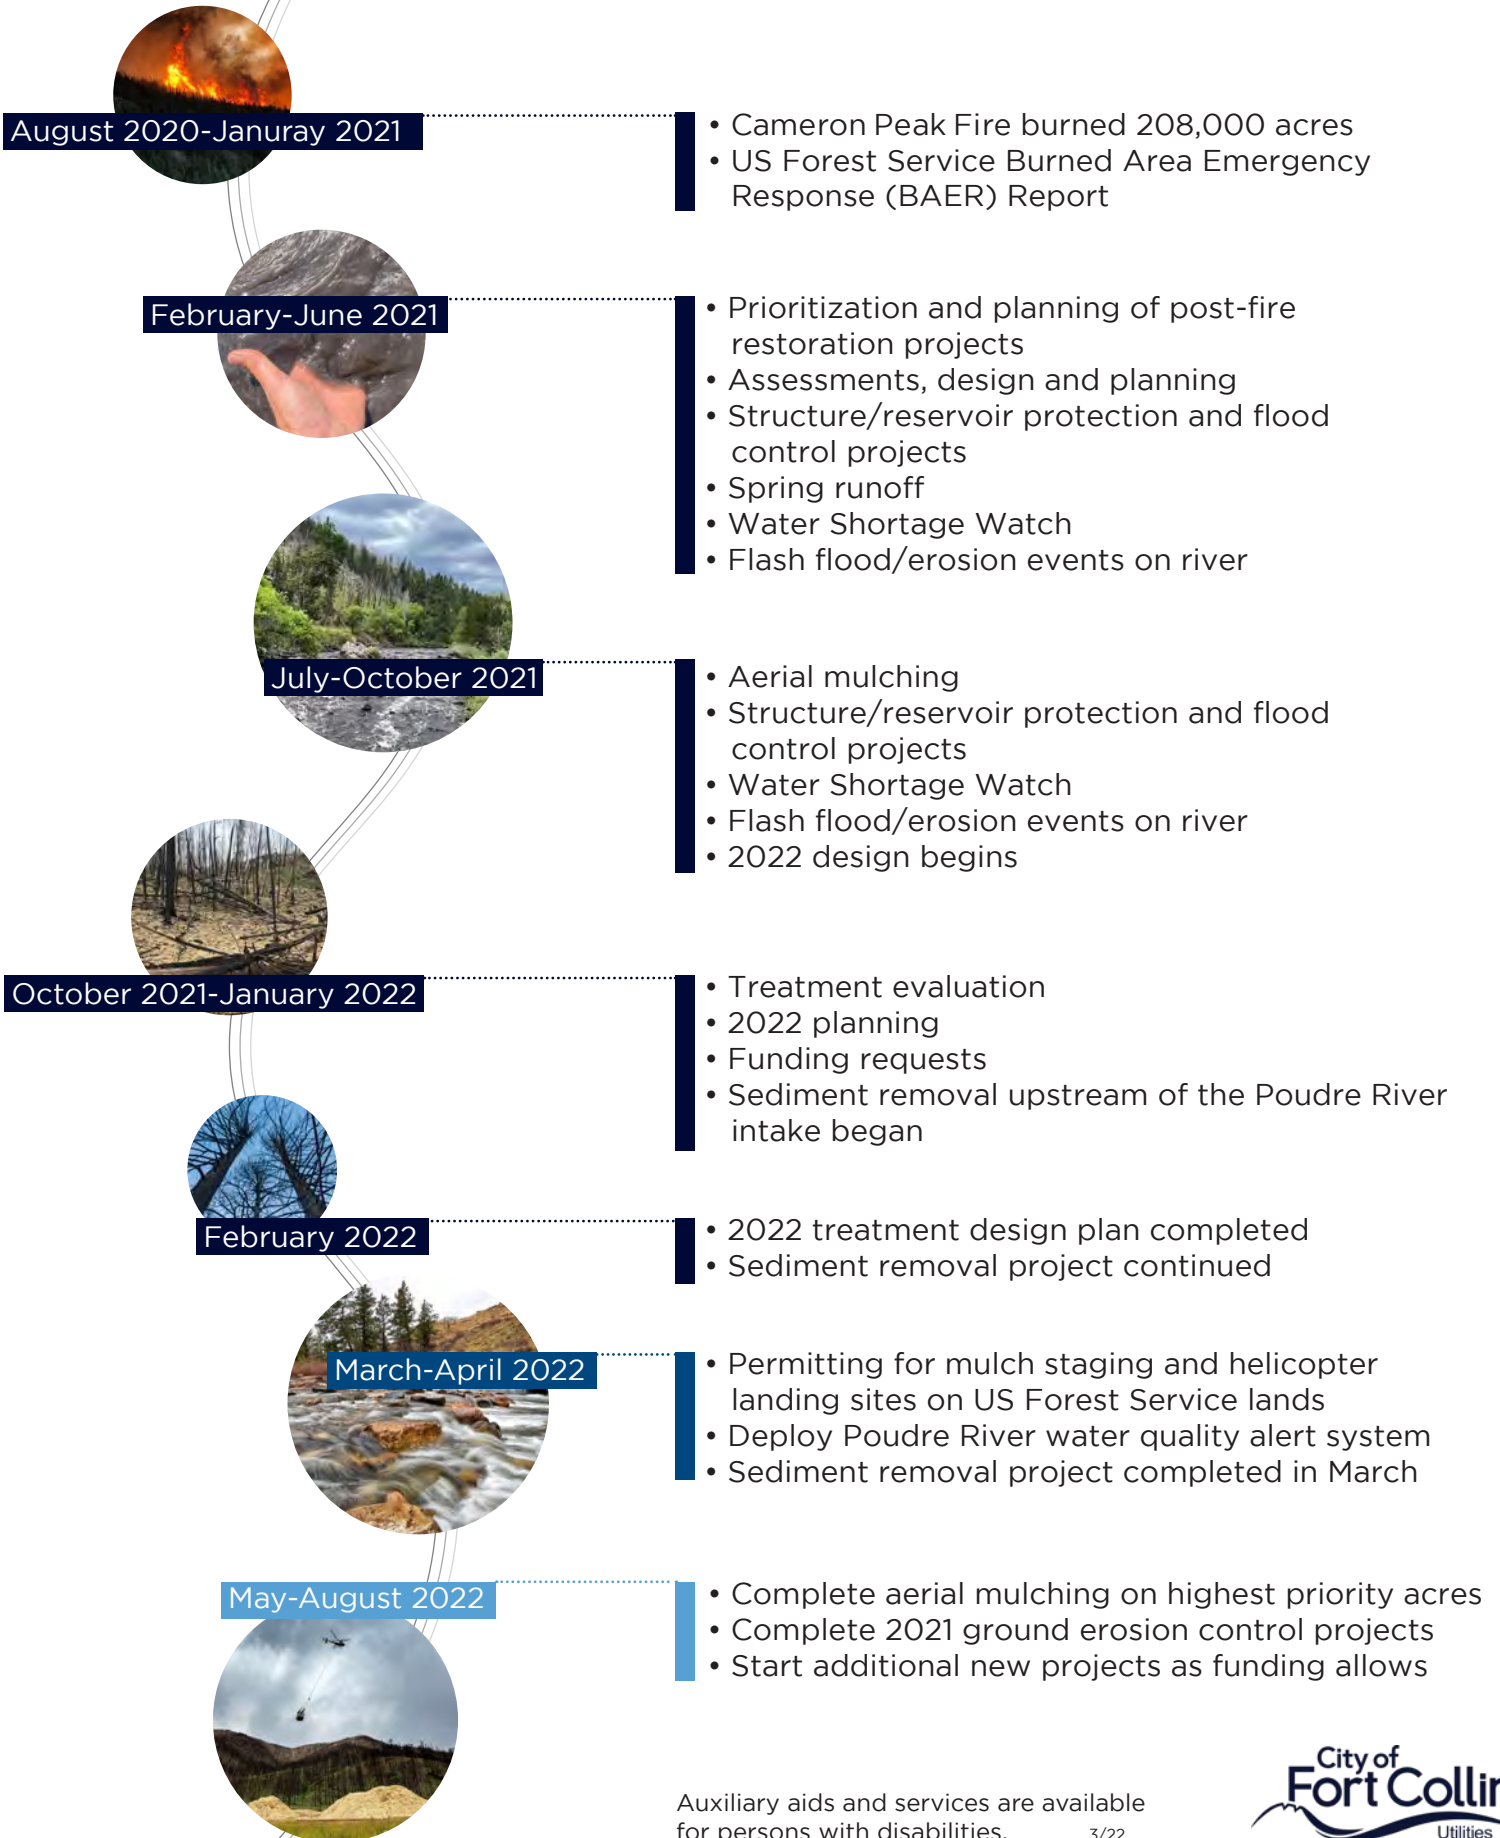 August 2020-Januray 2021
• Cameron Peak Fire burned 208,000 acres
• US Forest Service Burned Area Emergency
Response (BAER) Report
February-June 2021
• Prioritization and planning of post-fire
restoration projects
• Assessments, design and planning
• Structure/reservoir protection and flood
control projects
• Spring runoff
• Water Shortage Watch
• Flash flood/erosion events on river
July-October 2021
• Aerial mulching
• Structure/reservoir protection and flood
control projects
• Water Shortage Watch
• Flash flood/erosion events on river
• 2022 design begins
October 2021-January 2022
• Treatment evaluation
• 2022 planning
• Funding requests
• Sediment removal upstream of the Poudre River
intake began
February 2022
• 2022 treatment design plan completed
• Sediment removal project continued
March-April 2022
• Permitting for mulch staging and helicopter
landing sites on US Forest Service lands
• Deploy Poudre River water quality alert system
• Sediment removal project completed in March
May-August 2022
• Complete aerial mulching on highest priority acres
• Complete 2021 ground erosion control projects
• Start additional new projects as funding allows
Auxiliary aids and services are available
for persons with disabilities. 3/22
City of
Fort Collin
Utilities